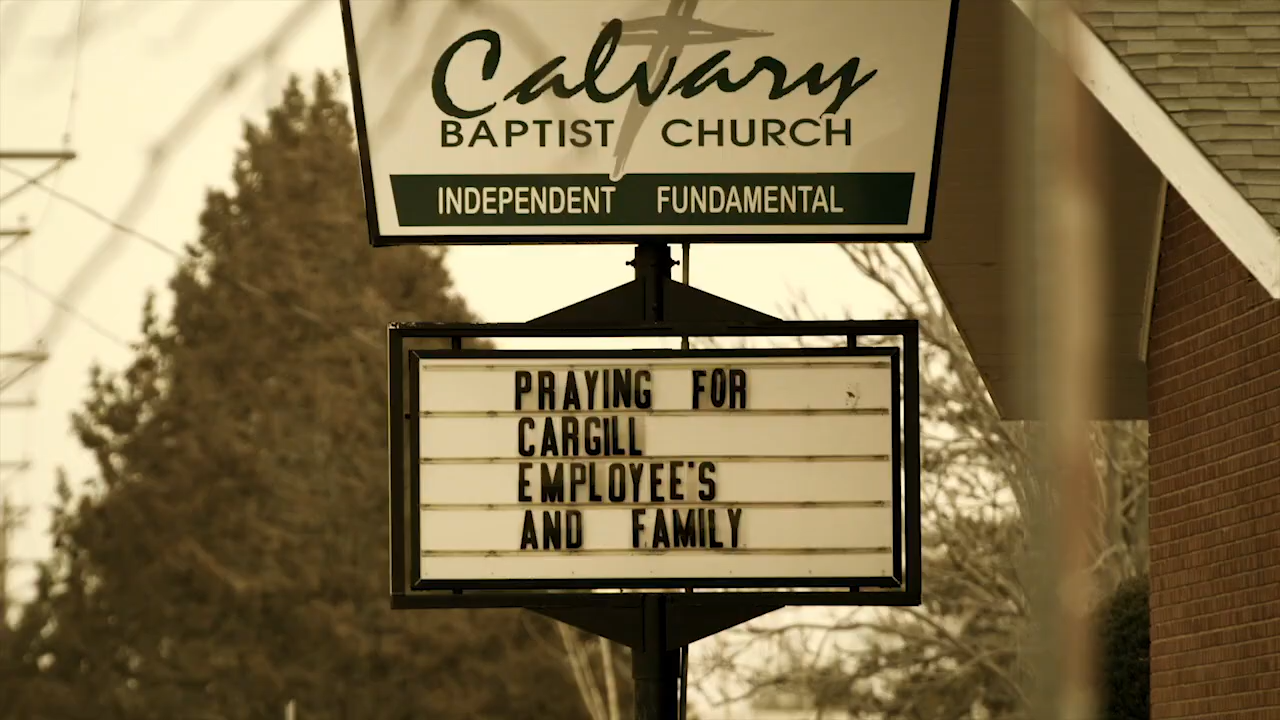 Calvary
BAPTIST CHURCH
INDEPENDENT FUNDAMENTAL
PRAYING FOR
CARGILL
EMPLOYEE'S
AND FAMILY